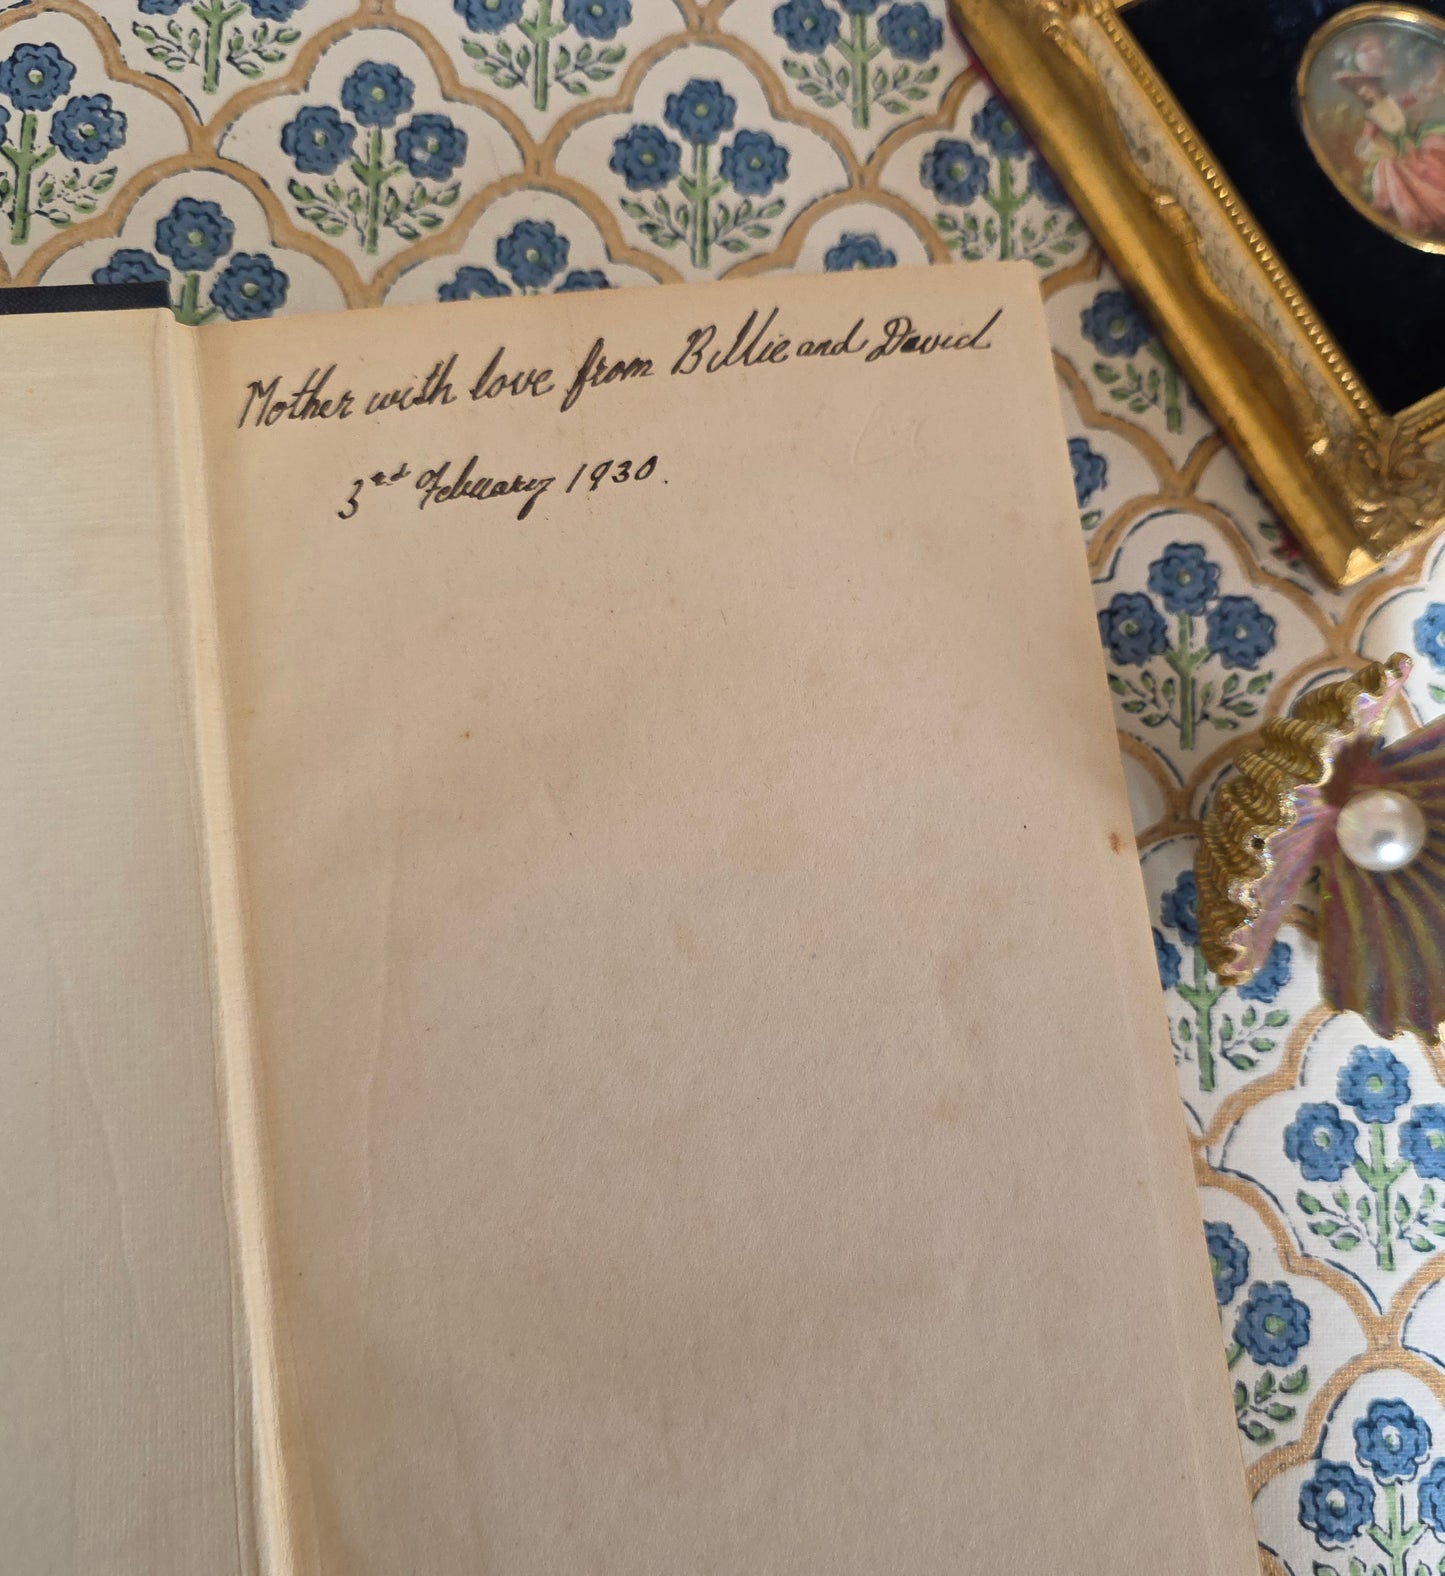 Mother with love from Billie and David
3rd February 1930.